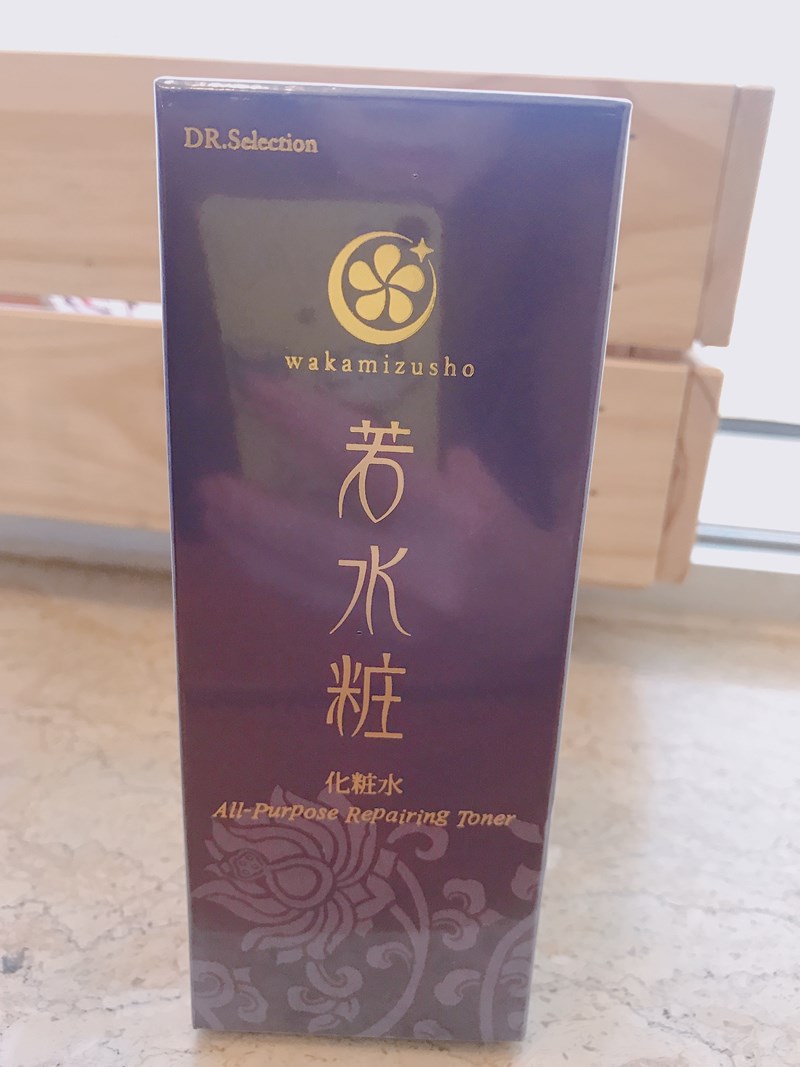 DR.Selection
wakamizusho
若水粧
化粧水
All-Purpose Repairing Toner